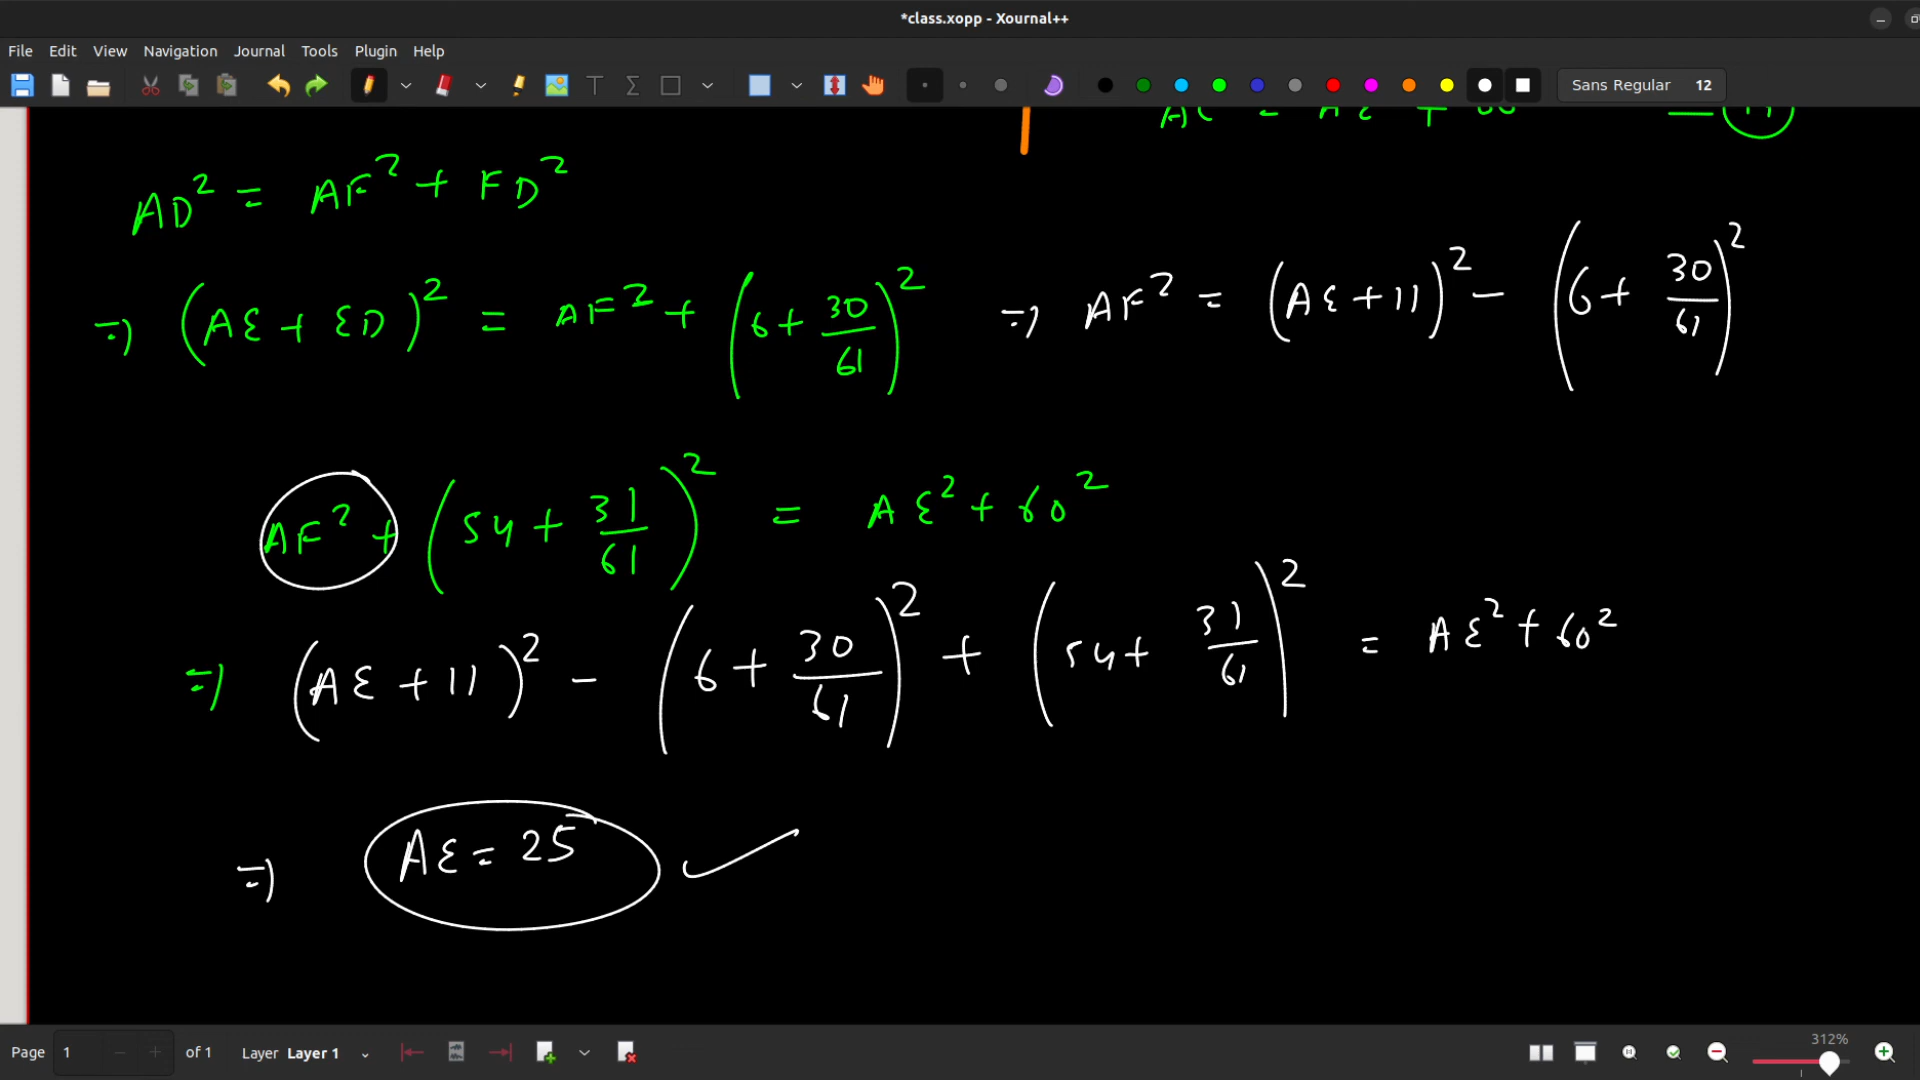 *class.xopp - Xournal++
File Edit View Navigation Journal Tools Plugin Help
Sans Regular 12
AD² = AF² + FD²
⇒ (AE + ED)² = AF² + (6 + 30/61)² ⇒ AF² = (AE + 11)² - (6 + 30/61)²
AF² + (54 + 31/61)² = AE² + 60²
⇒ (AE + 11)² - (6 + 30/61)² + (54 + 31/61)² = AE² + 60²
⇒ AE = 25
312%
Page 1 of 1 Layer Layer 1